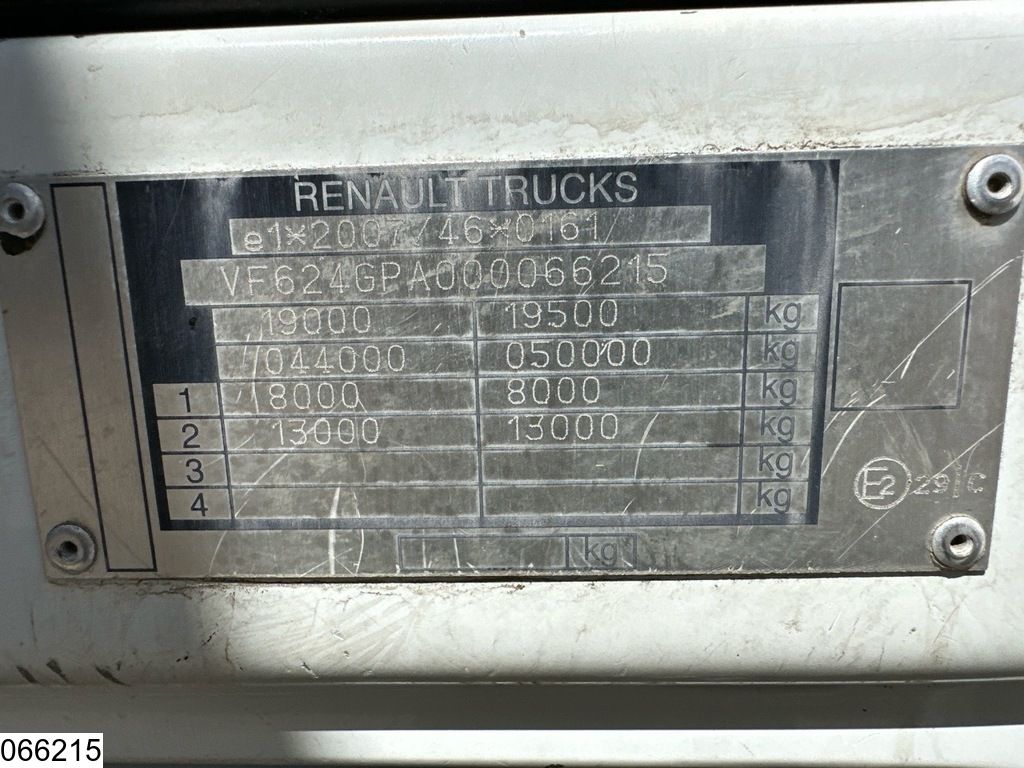 RENAULT TRUCKS
e1*2007/46*0161/
VF624GPA000066215
19000 19500 kg
044000 050000 kg
1 8000 8000 kg
2 13000 13000 kg
3 kg
4 kg
E2 29 C
kg
066215